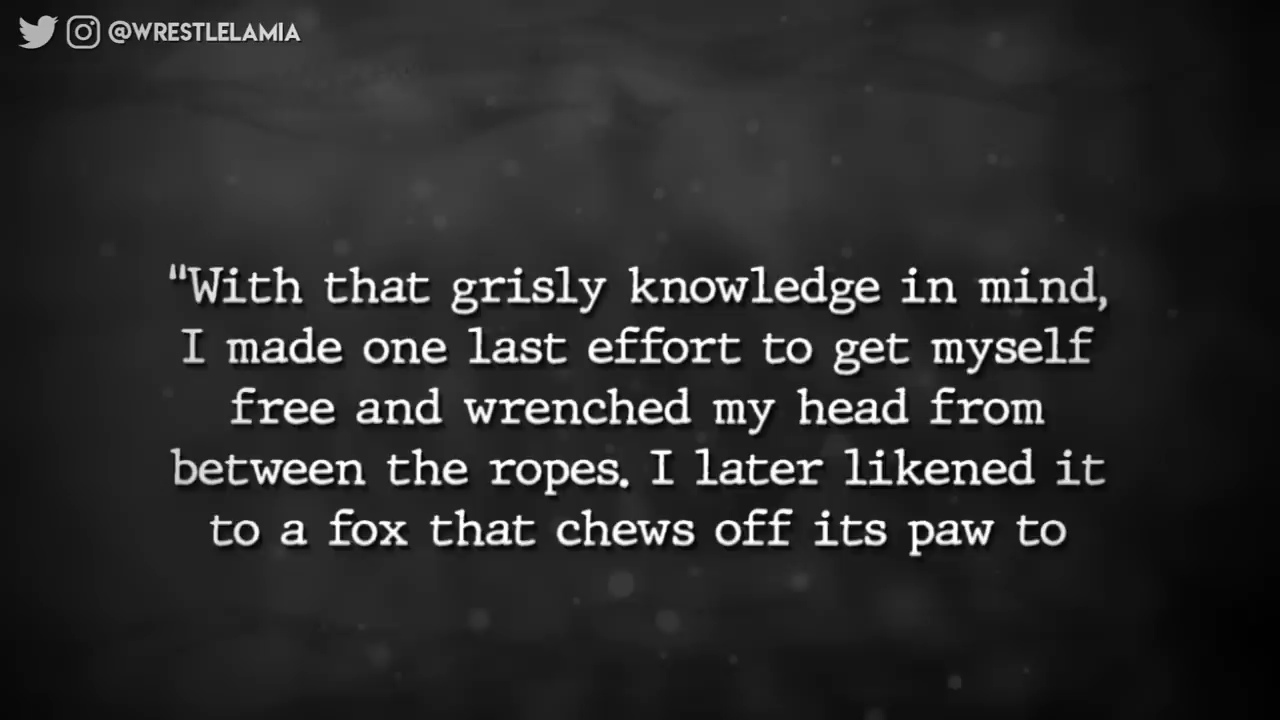 @WRESTLELAMIA
"With that grisly knowledge in mind,
I made one last effort to get myself
free and wrenched my head from
between the ropes. I later likened it
to a fox that chews off its paw to